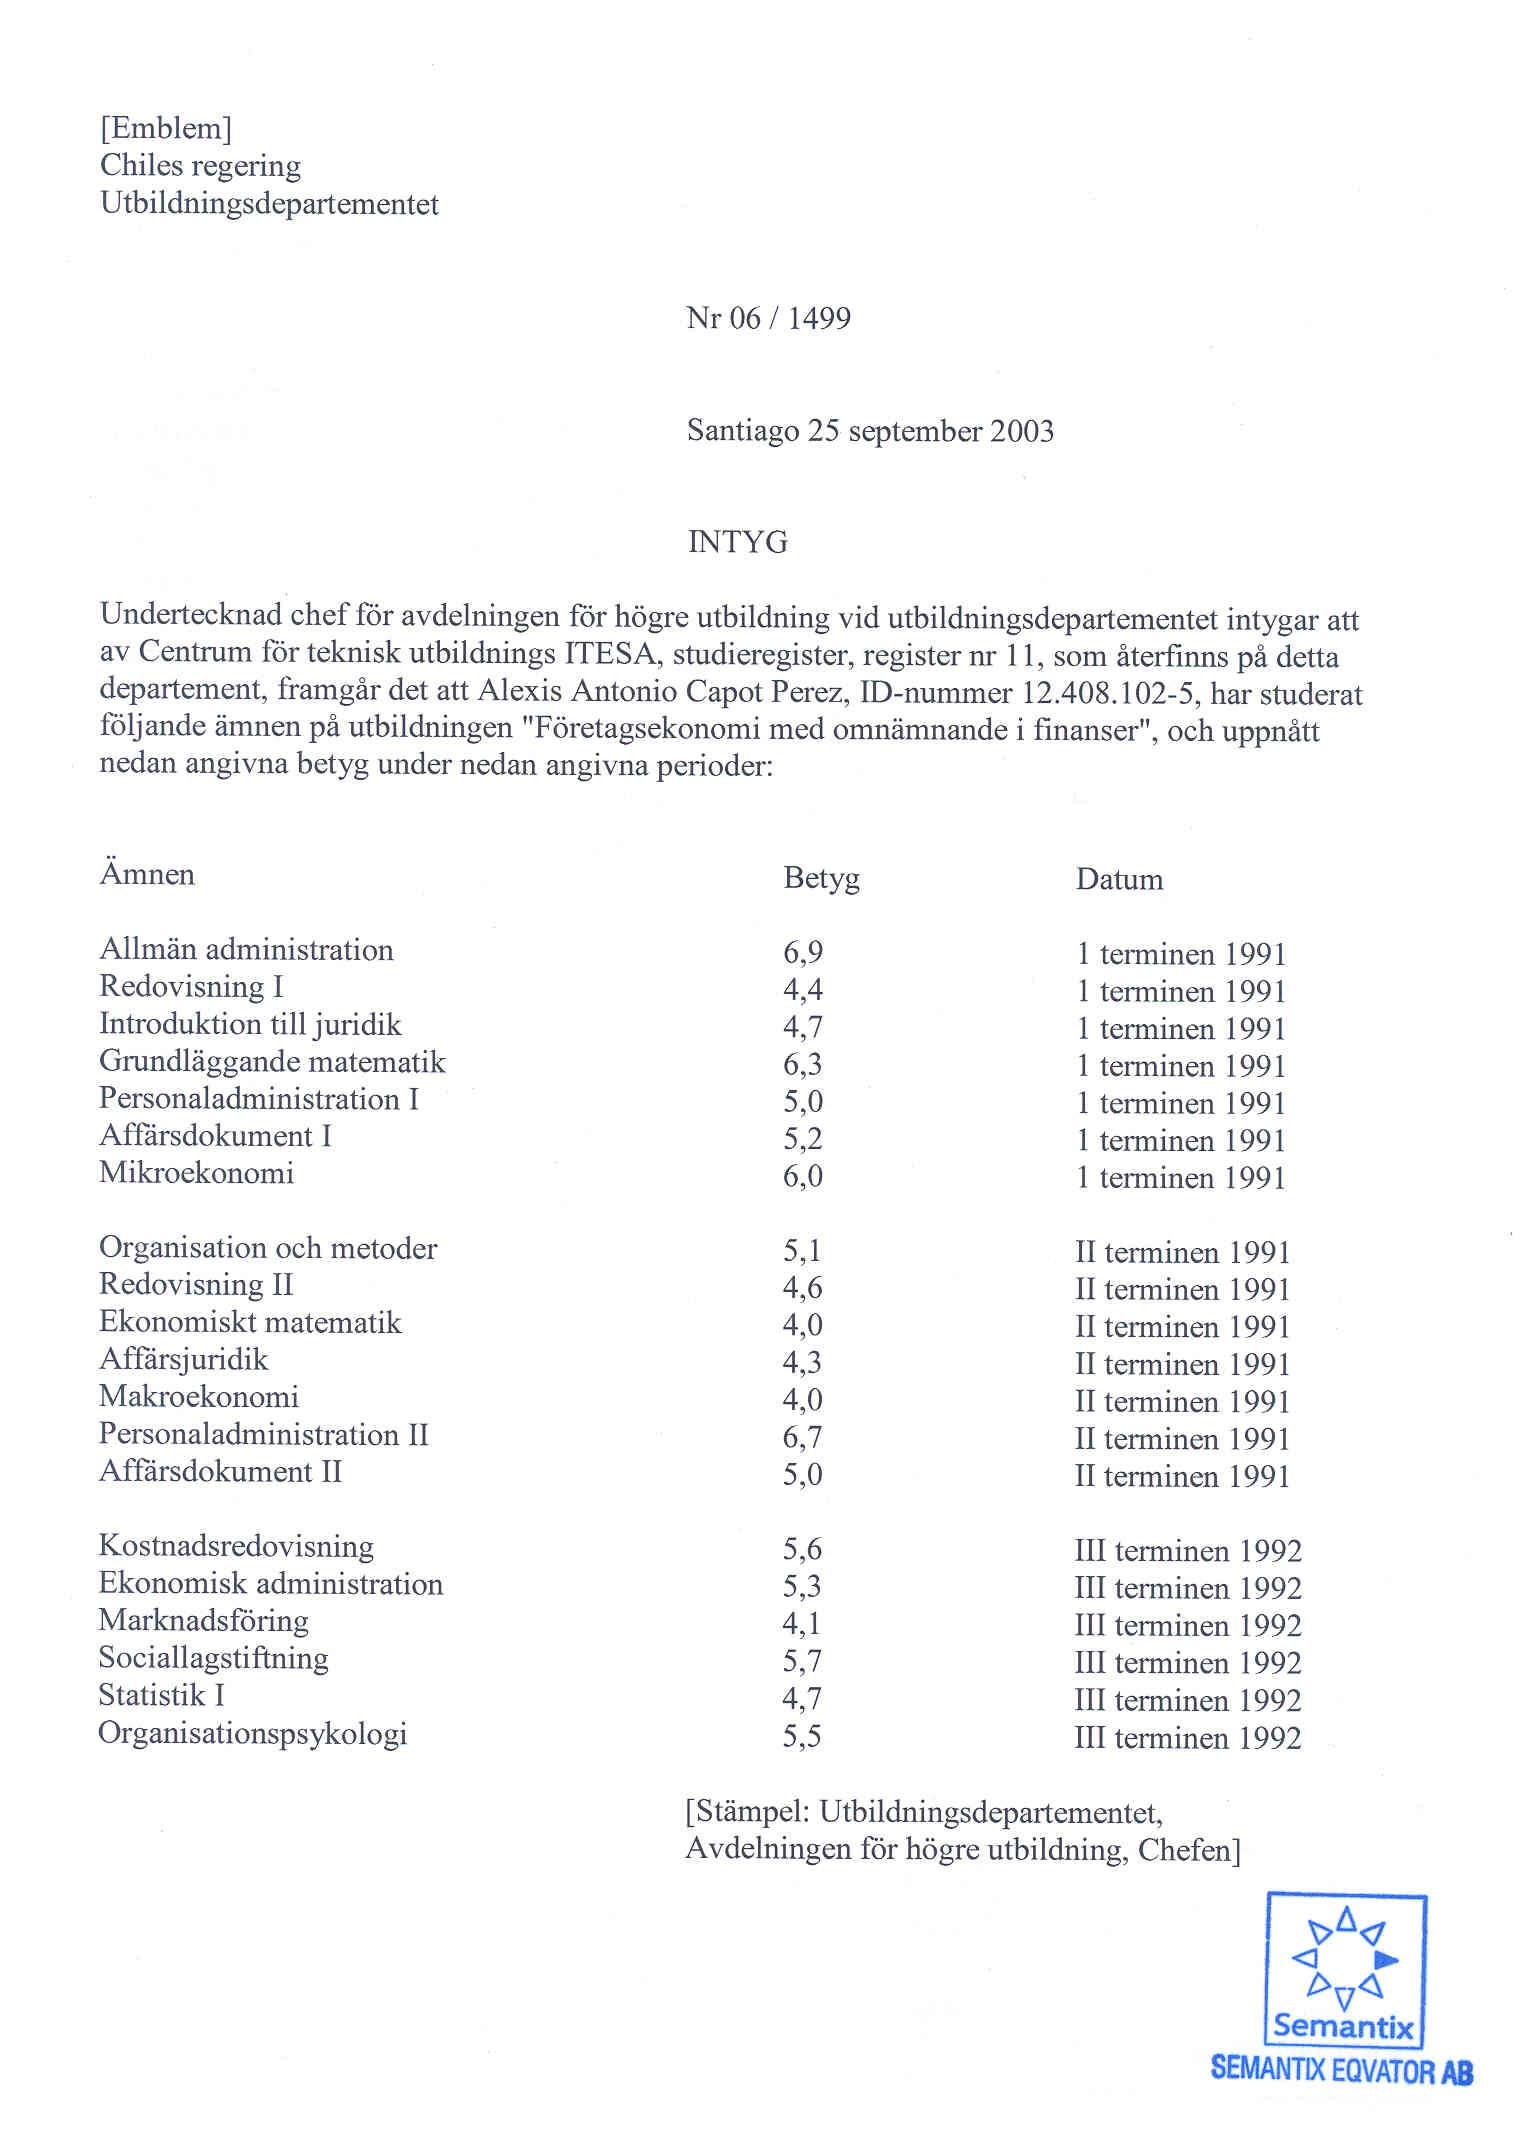 [Emblem]
Chiles regering
Utbildningsdepartementet
Nr 06 / 1499
Santiago 25 september 2003
INTYG
Undertecknad chef för avdelningen för högre utbildning vid utbildningsdepartementet intygar att
av Centrum för teknisk utbildnings ITESA, studieregister, register nr 11, som återfinns på detta
departement, framgår det att Alexis Antonio Capot Perez, ID-nummer 12.408.102-5, har studerat
följande ämnen på utbildningen "Företagsekonomi med omnämnande i finanser", och uppnått
nedan angivna betyg under nedan angivna perioder:
Ämnen Betyg Datum
Allmän administration 6,9 1 terminen 1991
Redovisning I 4,4 1 terminen 1991
Introduktion till juridik 4,7 1 terminen 1991
Grundläggande matematik 6,3 1 terminen 1991
Personaladministration I 5,0 1 terminen 1991
Affärsdokument I 5,2 1 terminen 1991
Mikroekonomi 6,0 1 terminen 1991
Organisation och metoder 5,1 II terminen 1991
Redovisning II 4,6 II terminen 1991
Ekonomiskt matematik 4,0 II terminen 1991
Affärsjuridik 4,3 II terminen 1991
Makroekonomi 4,0 II terminen 1991
Personaladministration II 6,7 II terminen 1991
Affärsdokument II 5,0 II terminen 1991
Kostnadsredovisning 5,6 III terminen 1992
Ekonomisk administration 5,3 III terminen 1992
Marknadsföring 4,1 III terminen 1992
Sociallagstiftning 5,7 III terminen 1992
Statistik I 4,7 III terminen 1992
Organisationspsykologi 5,5 III terminen 1992
[Stämpel: Utbildningsdepartementet,
Avdelningen för högre utbildning, Chefen]
Semantix
SEMANTIX EQVATOR AB